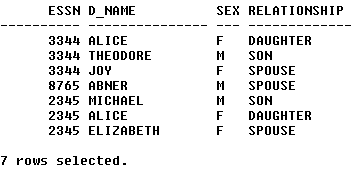 ESSN D_NAME SEX RELATIONSHIP
---------- -------------------- --- ------------
3344 ALICE F DAUGHTER
3344 THEODORE M SON
3344 JOY F SPOUSE
8765 ABNER M SPOUSE
2345 MICHAEL M SON
2345 ALICE F DAUGHTER
2345 ELIZABETH F SPOUSE
7 rows selected.